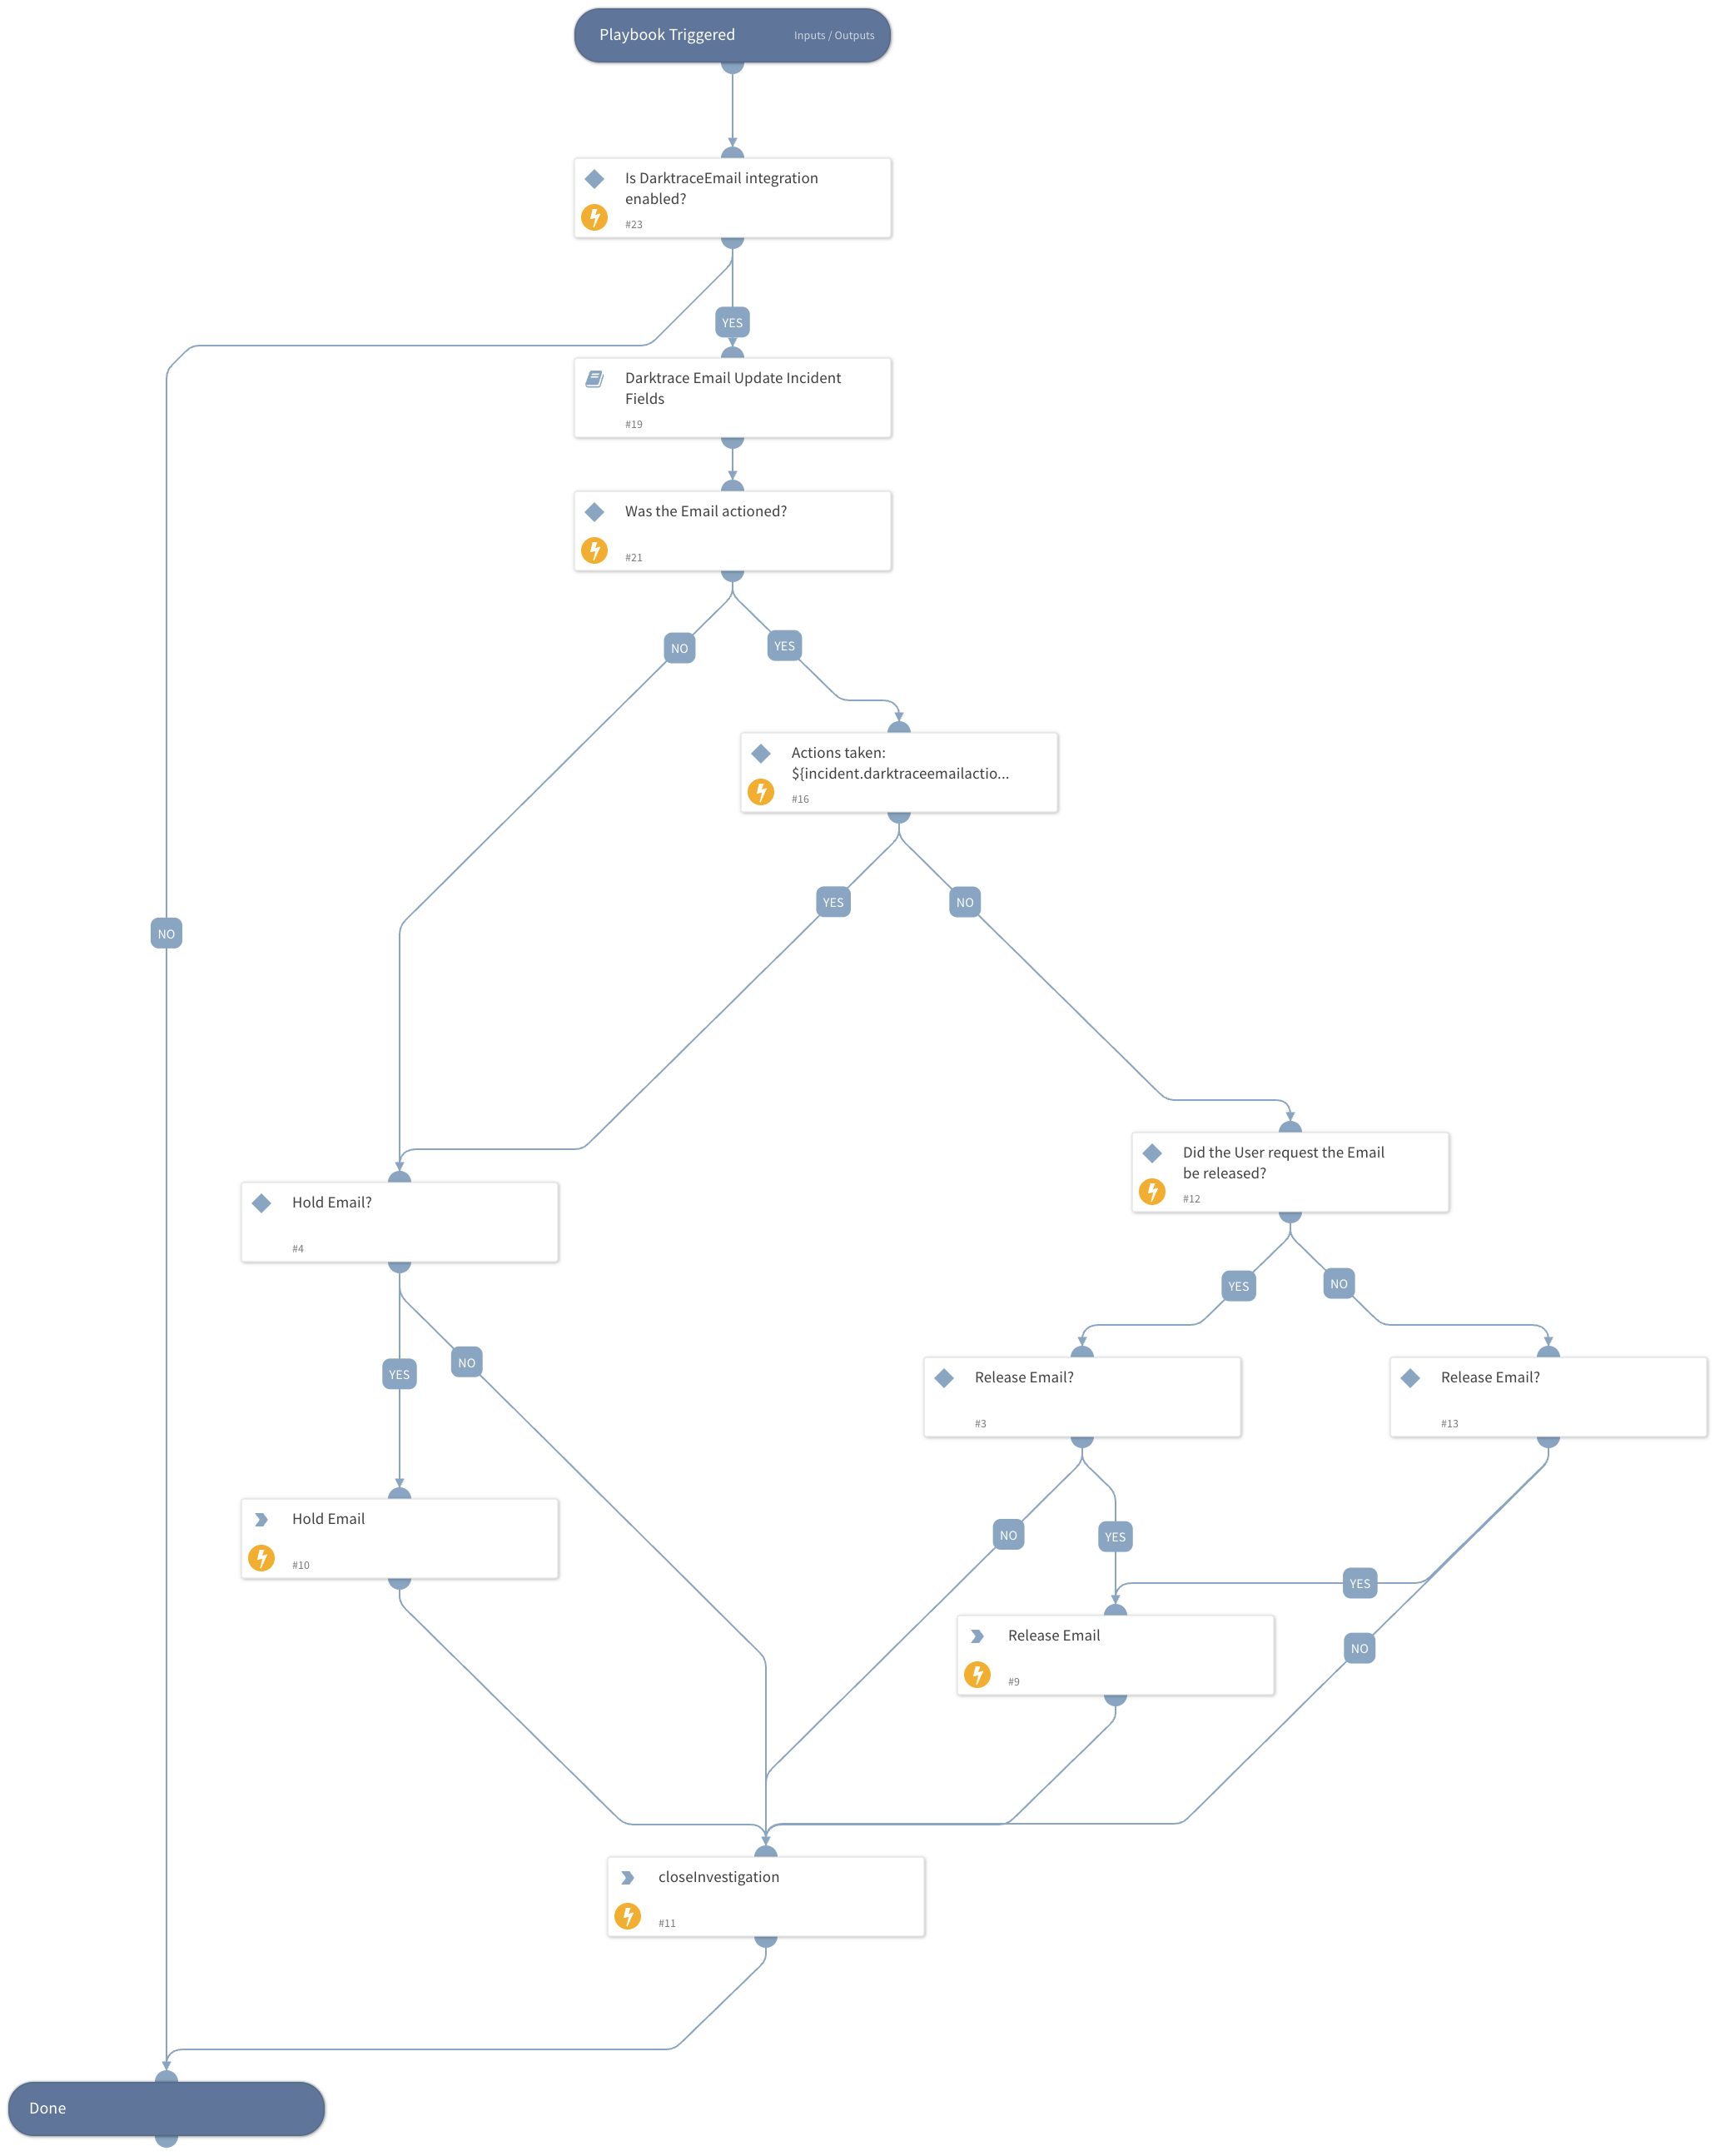 Playbook Triggered
Inputs / Outputs
Is DarktraceEmail integration
enabled?
#23
YES
Darktrace Email Update Incident
Fields
#19
Was the Email actioned?
#21
NO
YES
Actions taken:
${incident.darktraceemailactio...
#16
YES
NO
NO
Did the User request the Email
be released?
#12
Hold Email?
#4
YES
NO
YES
NO
Release Email?
#3
Release Email?
#13
Hold Email
#10
NO
YES
YES
Release Email
#9
NO
closeInvestigation
#11
Done